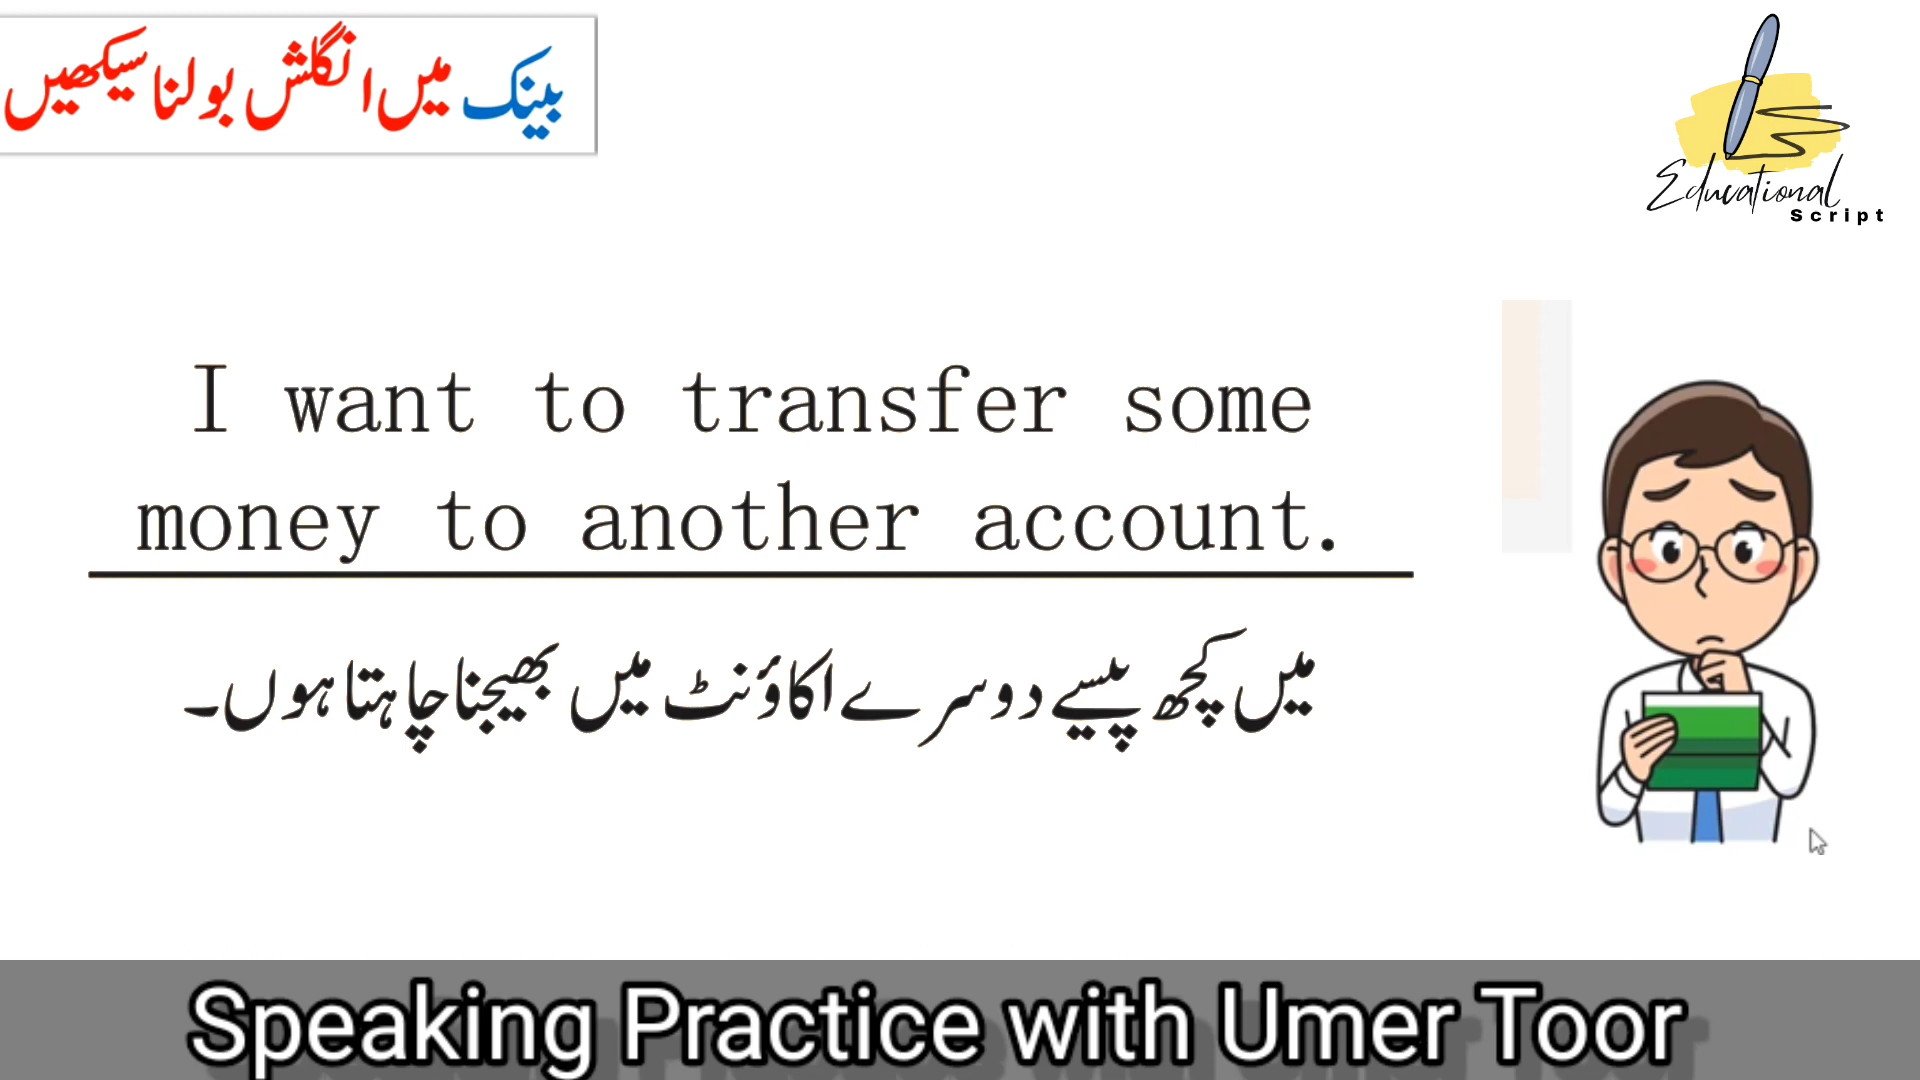 بینک میں انگلش بولنا سیکھیں
Educational
Script
I want to transfer some
money to another account.
میں کچھ پیسے دوسرے اکاؤنٹ میں بھیجنا چاہتا ہوں۔
Speaking Practice with Umer Toor